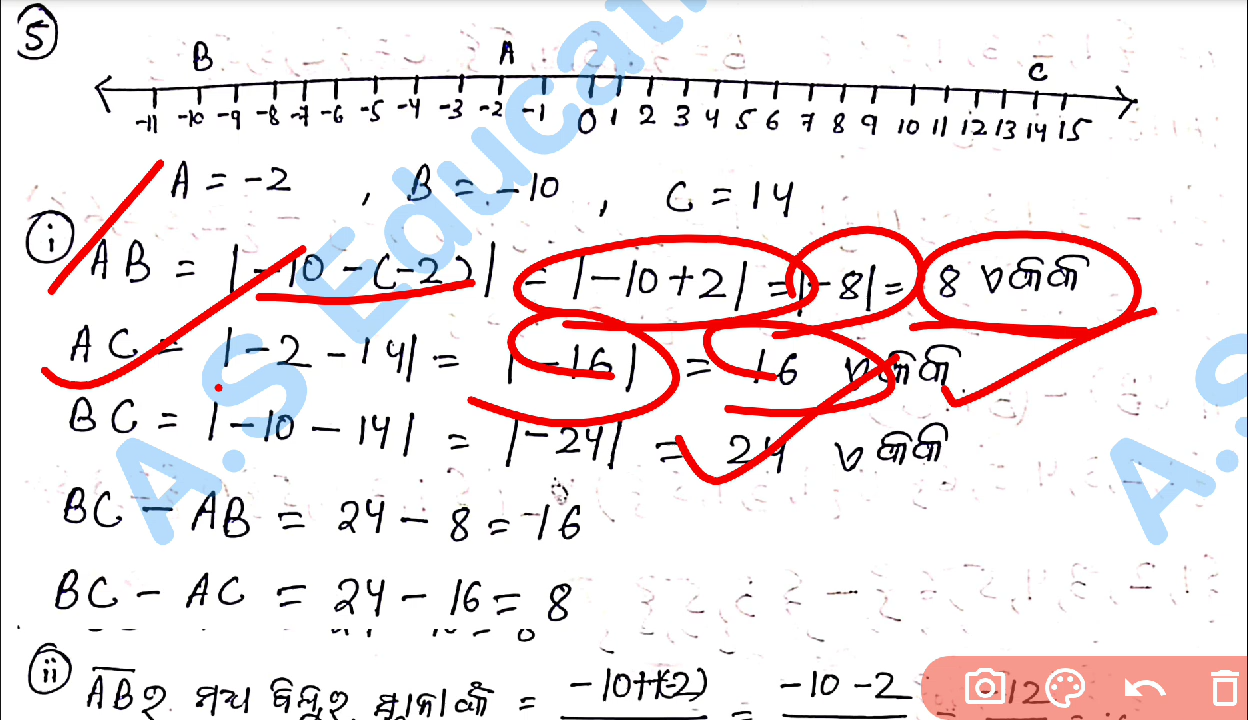 5
B A C
-11 -10 -9 -8 -7 -6 -5 -4 -3 -2 -1 0 1 2 3 4 5 6 7 8 9 10 11 12 13 14 15
A = -2 , B = -10 , C = 14
i AB = |-10-(-2)| = |-10+2| = |-8| = 8 ଏକକ
AC = |-2-14| = |-16| = 16 ଏକକ
BC = |-10-14| = |-24| = 24 ଏକକ
BC - AB = 24 - 8 = 16
BC - AC = 24 - 16 = 8
ii AB ର ମଧ୍ୟ ବିନ୍ଦୁର ସ୍ଥାନାଙ୍କ = -10+(-2) = -10-2 = -12
A.S Educat
A.S